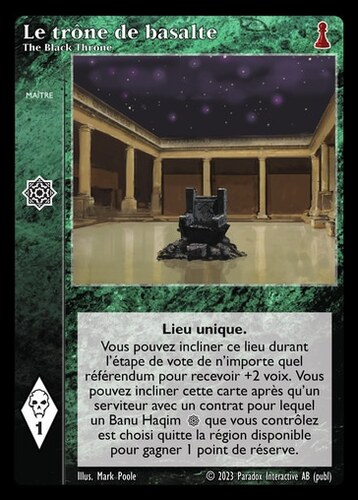 Le trône de basalte
The Black Throne
MAÎTRE
Lieu unique.
Vous pouvez incliner ce lieu durant
l'étape de vote de n'importe quel
référendum pour recevoir +2 voix. Vous
pouvez incliner cette carte après qu'un
serviteur avec un contrat pour lequel
un Banu Haqim que vous contrôlez
est choisi quitte la région disponible
pour gagner 1 point de réserve.
1
Illus. Mark Poole
© 2023 Paradox Interactive AB (publ)